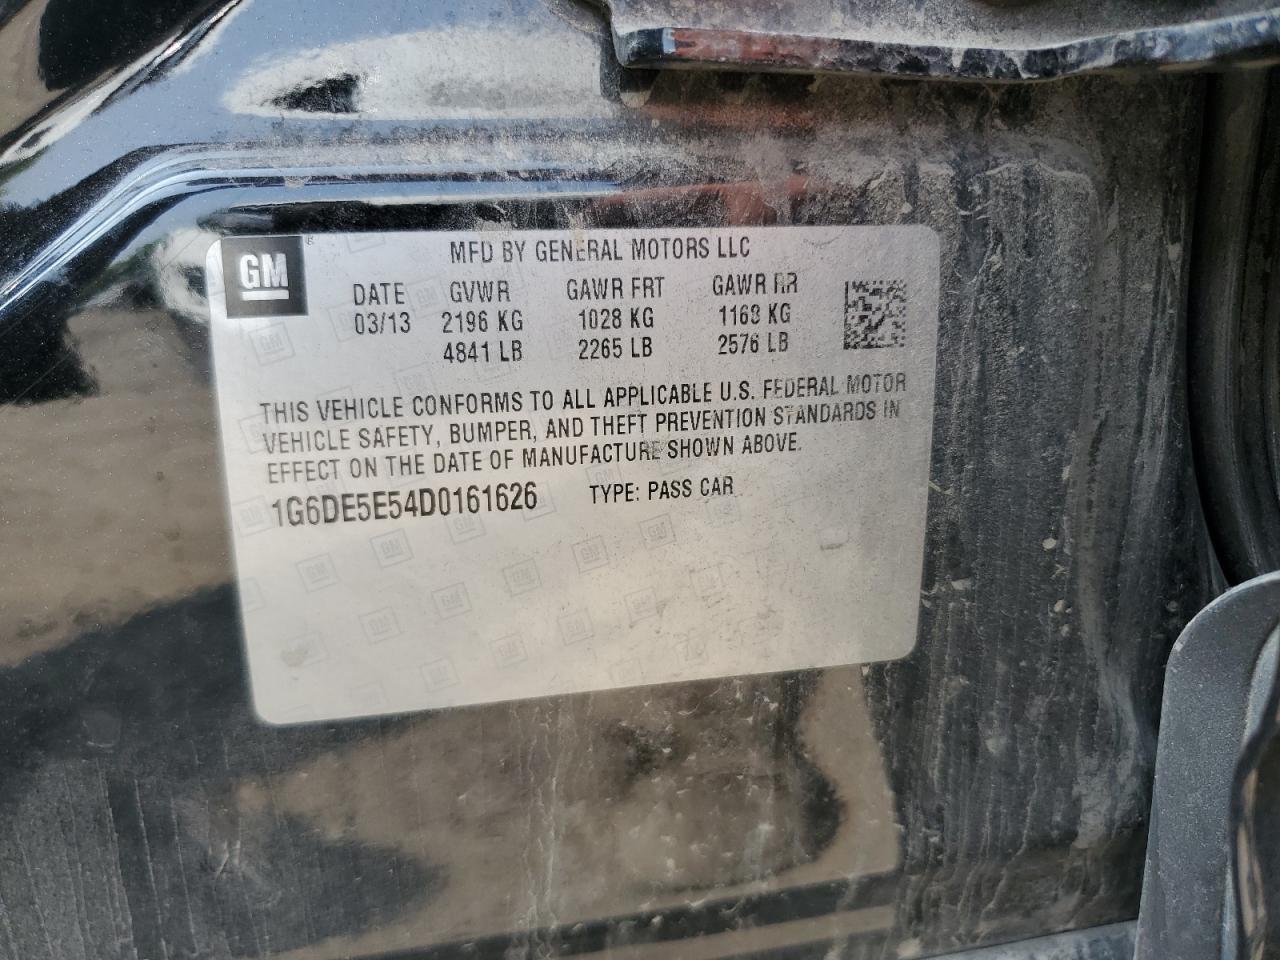 GM
MFD BY GENERAL MOTORS LLC
DATE GVWR GAWR FRT GAWR RR
03/13 2196 KG 1028 KG 1168 KG
4841 LB 2265 LB 2576 LB
THIS VEHICLE CONFORMS TO ALL APPLICABLE U.S. FEDERAL MOTOR
VEHICLE SAFETY, BUMPER, AND THEFT PREVENTION STANDARDS IN
EFFECT ON THE DATE OF MANUFACTURE SHOWN ABOVE.
1G6DE5E54D0161626 TYPE: PASS CAR